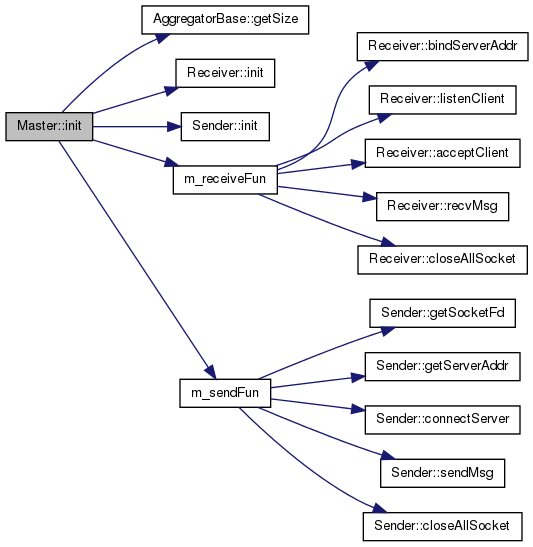 AggregatorBase::getSize
Receiver::bindServerAddr
Receiver::init
Receiver::listenClient
Master::init
Sender::init
Receiver::acceptClient
m_receiveFun
Receiver::recvMsg
Receiver::closeAllSocket
Sender::getSocketFd
Sender::getServerAddr
m_sendFun
Sender::connectServer
Sender::sendMsg
Sender::closeAllSocket